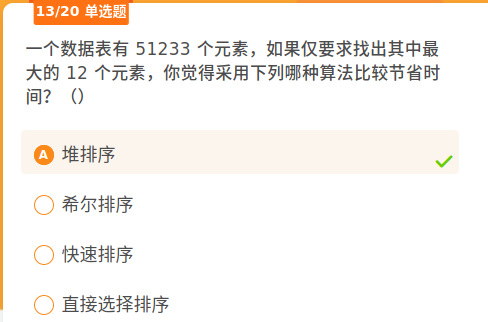 13/20 单选题
一个数据表有 51233 个元素，如果仅要求找出其中最
大的 12 个元素，你觉得采用下列哪种算法比较节省时
间？（）
A 堆排序
希尔排序
快速排序
直接选择排序